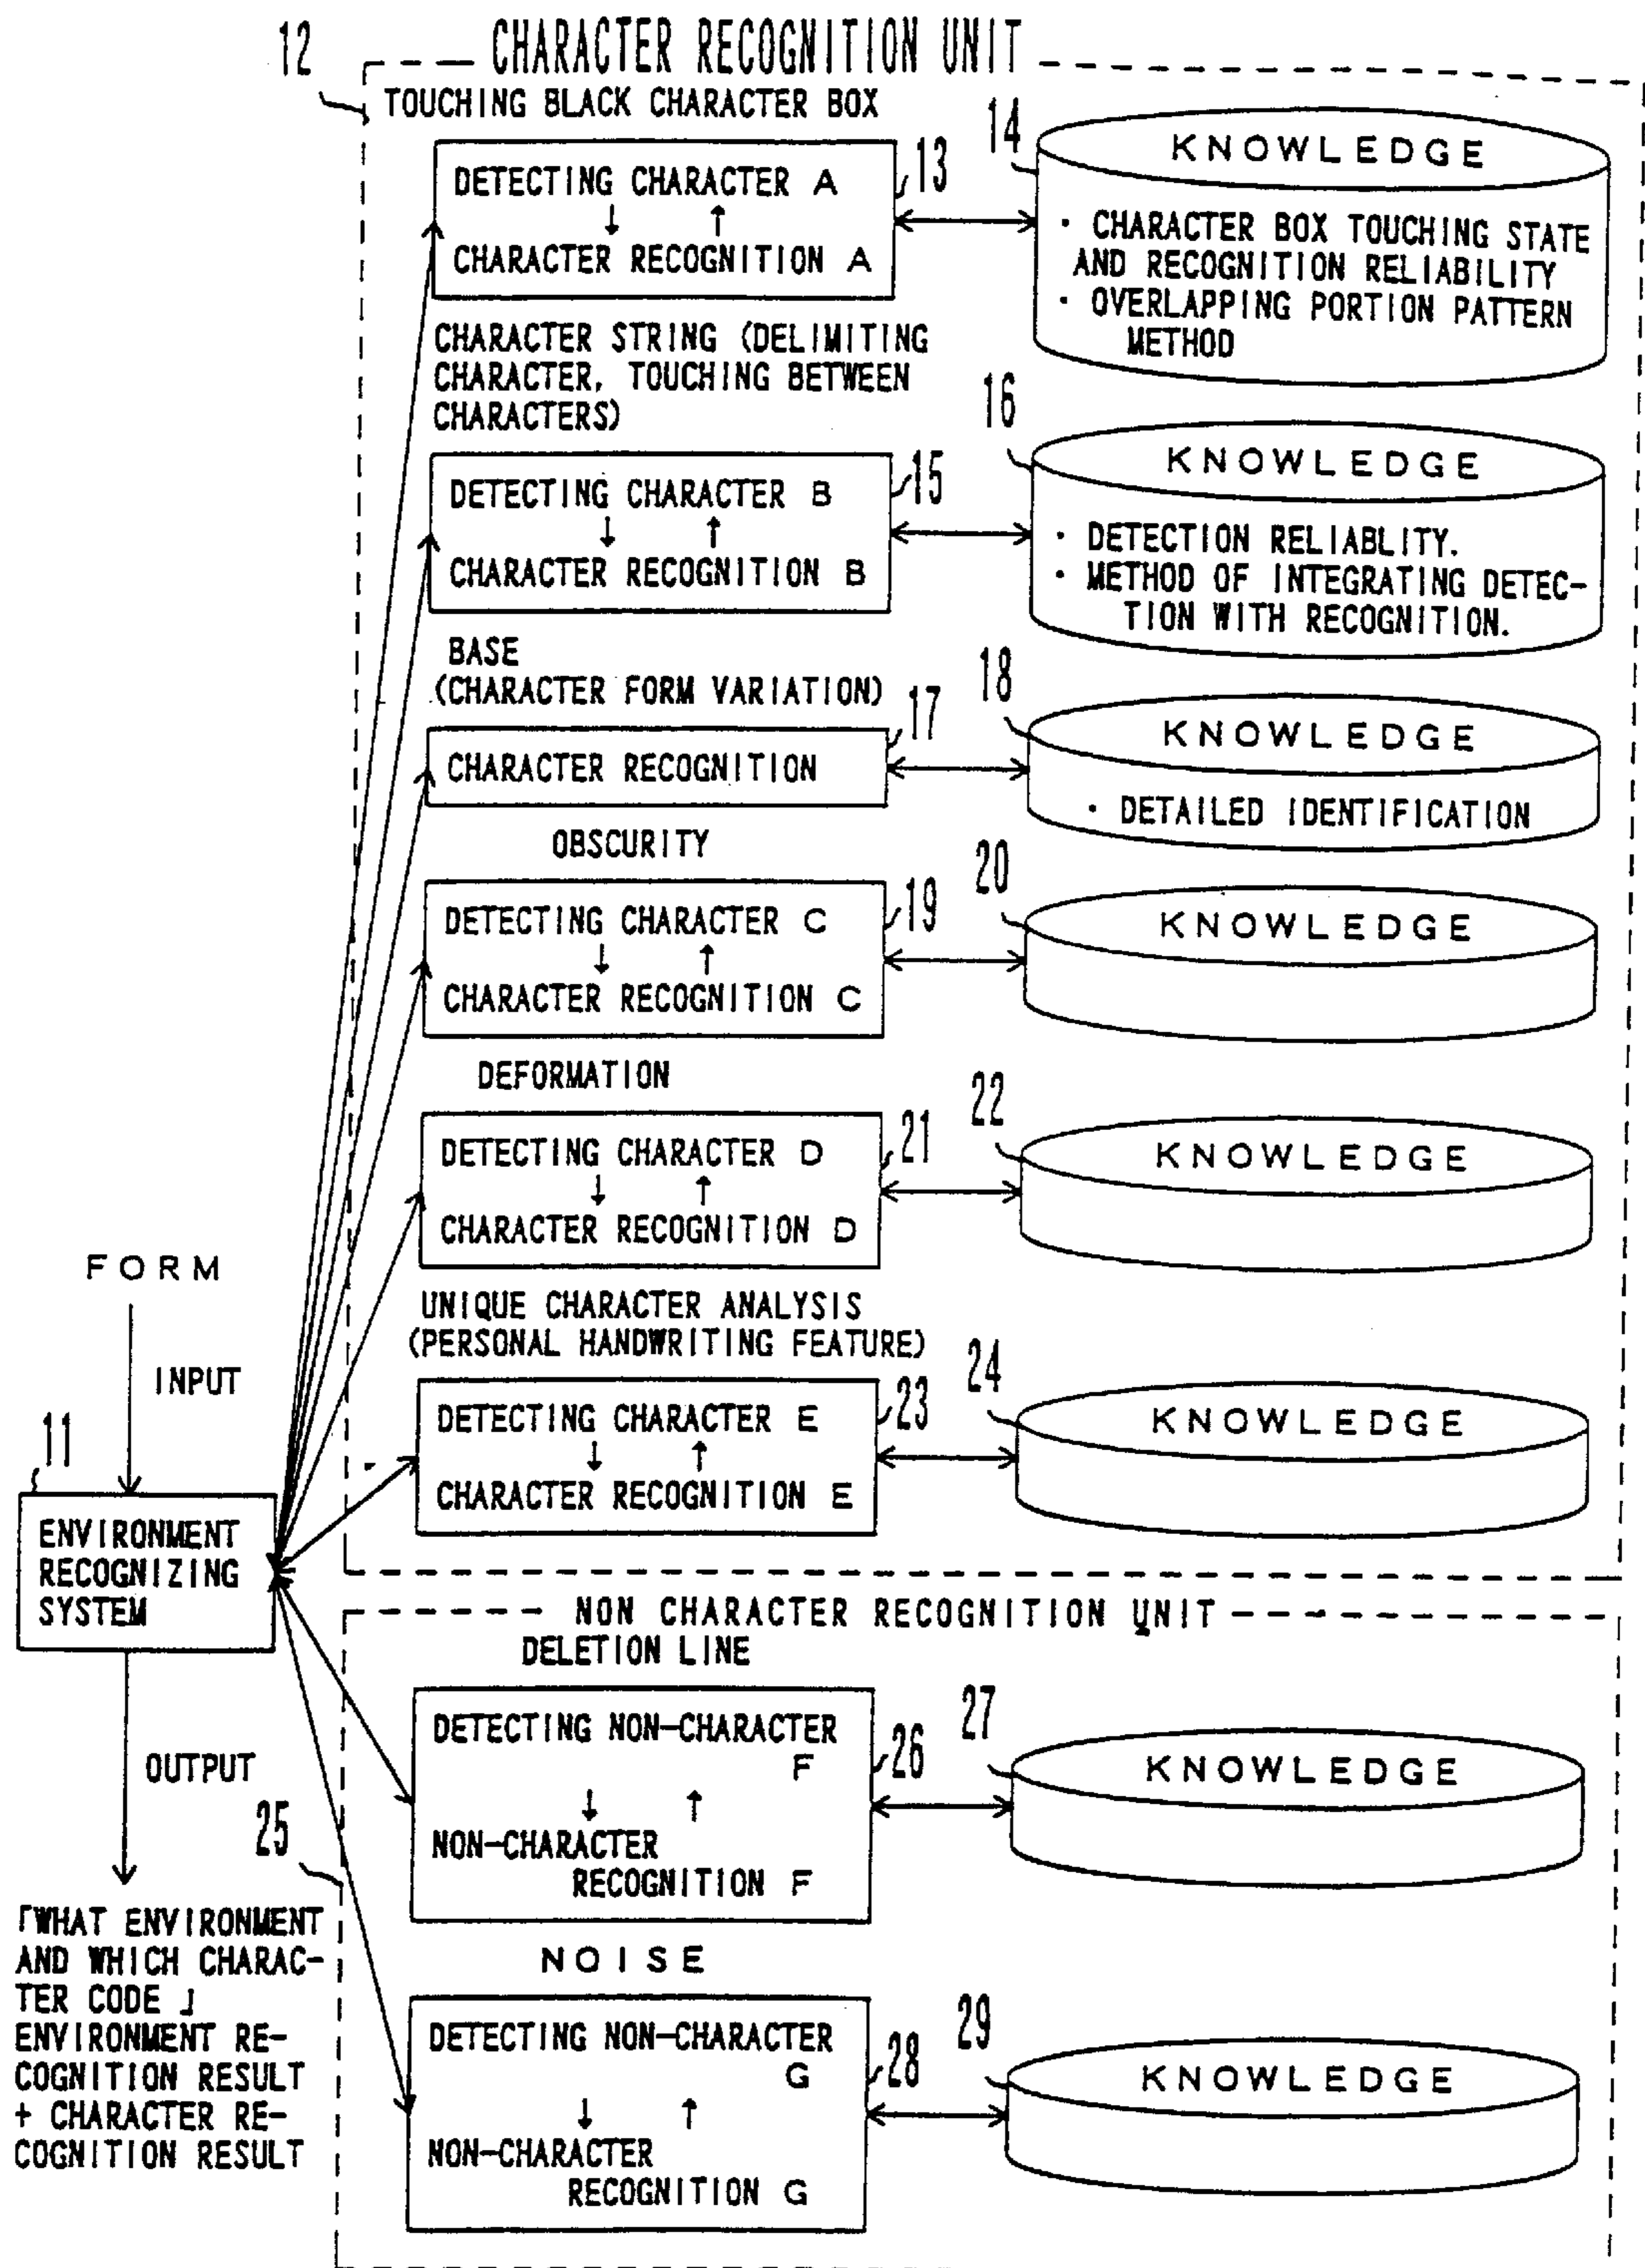 12
CHARACTER RECOGNITION UNIT
TOUCHING BLACK CHARACTER BOX
DETECTING CHARACTER A
↓ ↑
CHARACTER RECOGNITION A
13
14
KNOWLEDGE
・ CHARACTER BOX TOUCHING STATE
AND RECOGNITION RELIABILITY
・ OVERLAPPING PORTION PATTERN
METHOD
CHARACTER STRING (DELIMITING
CHARACTER, TOUCHING BETWEEN
CHARACTERS)
DETECTING CHARACTER B
↓ ↑
CHARACTER RECOGNITION B
15
16
KNOWLEDGE
・ DETECTION RELIABLITY.
・ METHOD OF INTEGRATING DETEC-
TION WITH RECOGNITION.
BASE
(CHARACTER FORM VARIATION)
CHARACTER RECOGNITION
17
18
KNOWLEDGE
・ DETAILED IDENTIFICATION
OBSCURITY
DETECTING CHARACTER C
↓ ↑
CHARACTER RECOGNITION C
19
20
KNOWLEDGE
DEFORMATION
DETECTING CHARACTER D
↓ ↑
CHARACTER RECOGNITION D
21
22
KNOWLEDGE
UNIQUE CHARACTER ANALYSIS
(PERSONAL HANDWRITING FEATURE)
DETECTING CHARACTER E
↓ ↑
CHARACTER RECOGNITION E
23
24
KNOWLEDGE
FORM
INPUT
11
ENVIRONMENT
RECOGNIZING
SYSTEM
OUTPUT
「WHAT ENVIRONMENT
AND WHICH CHARAC-
TER CODE」
ENVIRONMENT RE-
COGNITION RESULT
+ CHARACTER RE-
COGNITION RESULT
25
NON CHARACTER RECOGNITION UNIT
DELETION LINE
DETECTING NON-CHARACTER
F
↓ ↑
NON-CHARACTER
RECOGNITION F
26
27
KNOWLEDGE
NOISE
DETECTING NON-CHARACTER
G
↓ ↑
NON-CHARACTER
RECOGNITION G
28
29
KNOWLEDGE